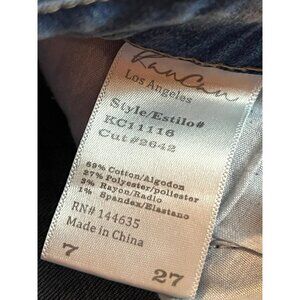 KanCan
Los Angeles
Style/Estilo#
KC11116
Cut#2642
69% Cotton/Algodon
27% Polyester/poliester
3% Rayon/Radio
1% Spandex/Elastano
RN# 144635
Made in China
7 27